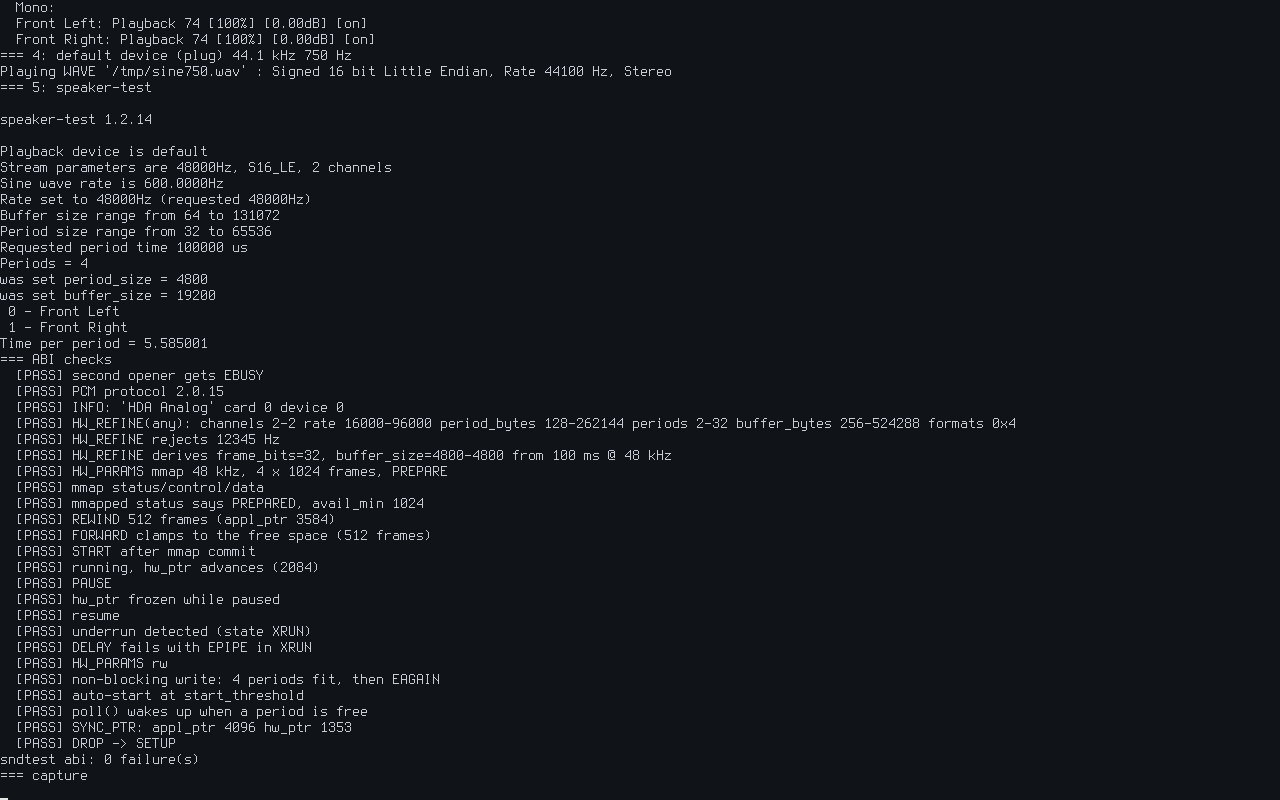 Mono:
Front Left: Playback 74 [100%] [0.00dB] [on]
Front Right: Playback 74 [100%] [0.00dB] [on]
=== 4: default device (plug) 44.1 kHz 750 Hz
Playing WAVE '/tmp/sine750.wav' : Signed 16 bit Little Endian, Rate 44100 Hz, Stereo
=== 5: speaker-test
speaker-test 1.2.14
Playback device is default
Stream parameters are 48000Hz, S16_LE, 2 channels
Sine wave rate is 600.0000Hz
Rate set to 48000Hz (requested 48000Hz)
Buffer size range from 64 to 131072
Period size range from 32 to 65536
Requested period time 100000 us
Periods = 4
was set period_size = 4800
was set buffer_size = 19200
0 - Front Left
1 - Front Right
Time per period = 5.585001
=== ABI checks
[PASS] second opener gets EBUSY
[PASS] PCM protocol 2.0.15
[PASS] INFO: 'HDA Analog' card 0 device 0
[PASS] HW_REFINE(any): channels 2-2 rate 16000-96000 period_bytes 128-262144 periods 2-32 buffer_bytes 256-524288 formats 0x4
[PASS] HW_REFINE rejects 12345 Hz
[PASS] HW_REFINE derives frame_bits=32, buffer_size=4800-4800 from 100 ms @ 48 kHz
[PASS] HW_PARAMS mmap 48 kHz, 4 x 1024 frames, PREPARE
[PASS] mmap status/control/data
[PASS] mmapped status says PREPARED, avail_min 1024
[PASS] REWIND 512 frames (appl_ptr 3584)
[PASS] FORWARD clamps to the free space (512 frames)
[PASS] START after mmap commit
[PASS] running, hw_ptr advances (2084)
[PASS] PAUSE
[PASS] hw_ptr frozen while paused
[PASS] resume
[PASS] underrun detected (state XRUN)
[PASS] DELAY fails with EPIPE in XRUN
[PASS] HW_PARAMS rw
[PASS] non-blocking write: 4 periods fit, then EAGAIN
[PASS] auto-start at start_threshold
[PASS] poll() wakes up when a period is free
[PASS] SYNC_PTR: appl_ptr 4096 hw_ptr 1353
[PASS] DROP -> SETUP
sndtest abi: 0 failure(s)
=== capture